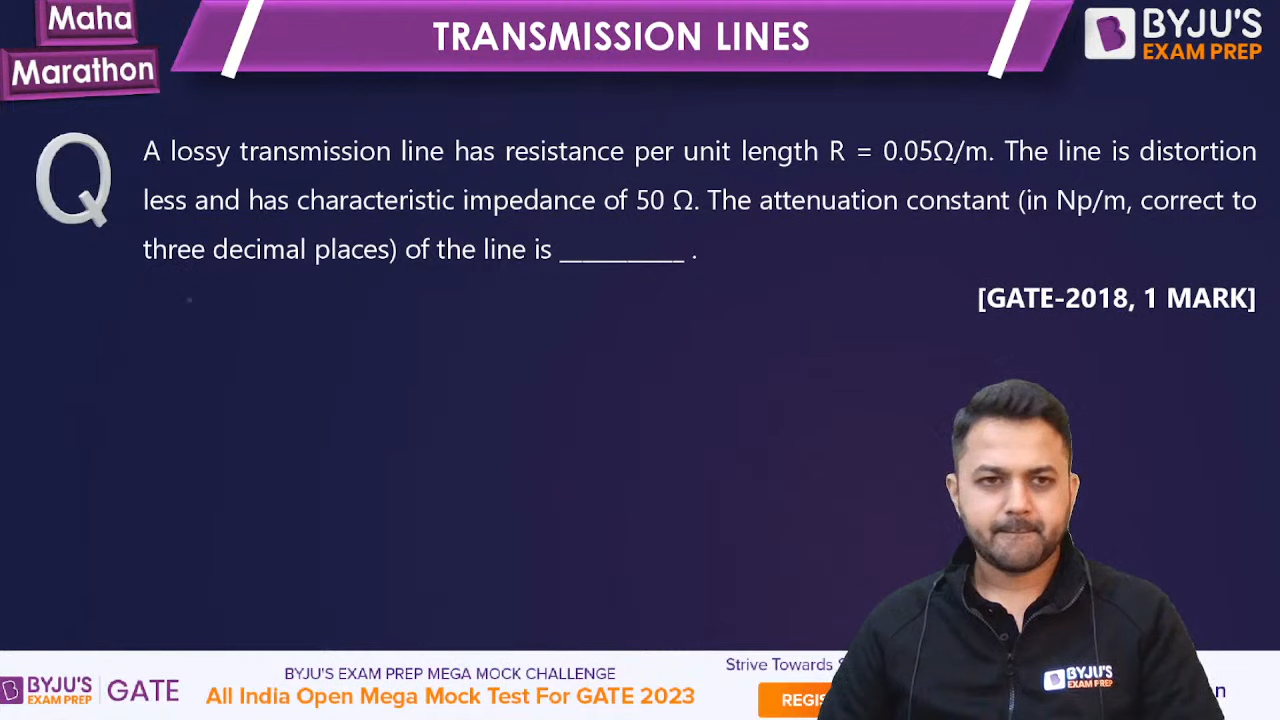 Maha
Marathon
TRANSMISSION LINES
BYJU'S
EXAM PREP
Q
A lossy transmission line has resistance per unit length R = 0.05Ω/m. The line is distortion
less and has characteristic impedance of 50 Ω. The attenuation constant (in Np/m, correct to
three decimal places) of the line is __________ .
[GATE-2018, 1 MARK]
BYJU'S
EXAM PREP
BYJU'S
EXAM PREP
GATE
BYJU'S EXAM PREP MEGA MOCK CHALLENGE
All India Open Mega Mock Test For GATE 2023
Strive Towards